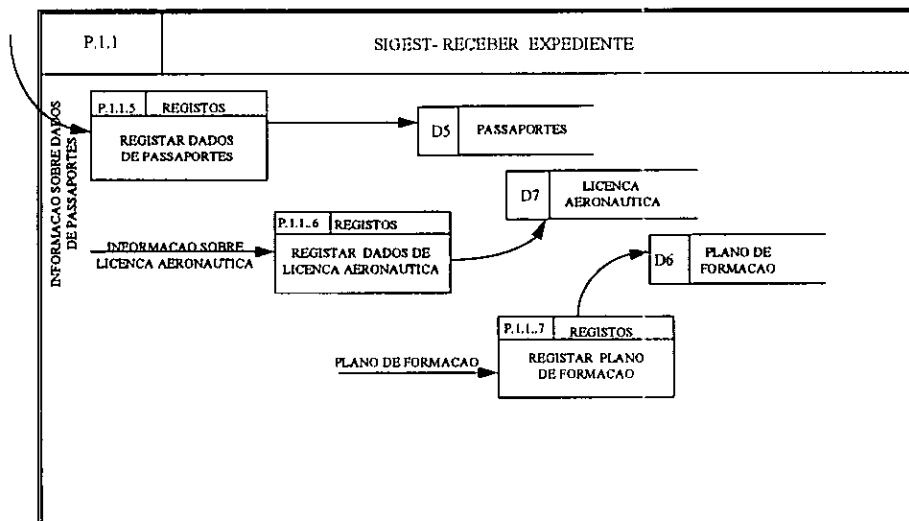 P.1.1
SIGEST- RECEBER EXPEDIENTE
INFORMACAO SOBRE DADOS
DE PASSAPORTES
P.1.1.5 REGISTOS
REGISTAR DADOS
DE PASSAPORTES
D5 PASSAPORTES
D7 LICENCA
AERONAUTICA
P.1.1..6 REGISTOS
INFORMACAO SOBRE
LICENCA AERONAUTICA
REGISTAR DADOS DE
LICENCA AERONAUTICA
D6 PLANO DE
FORMACAO
P.1.1..7 REGISTOS
PLANO DE FORMACAO
REGISTAR PLANO
DE FORMACAO